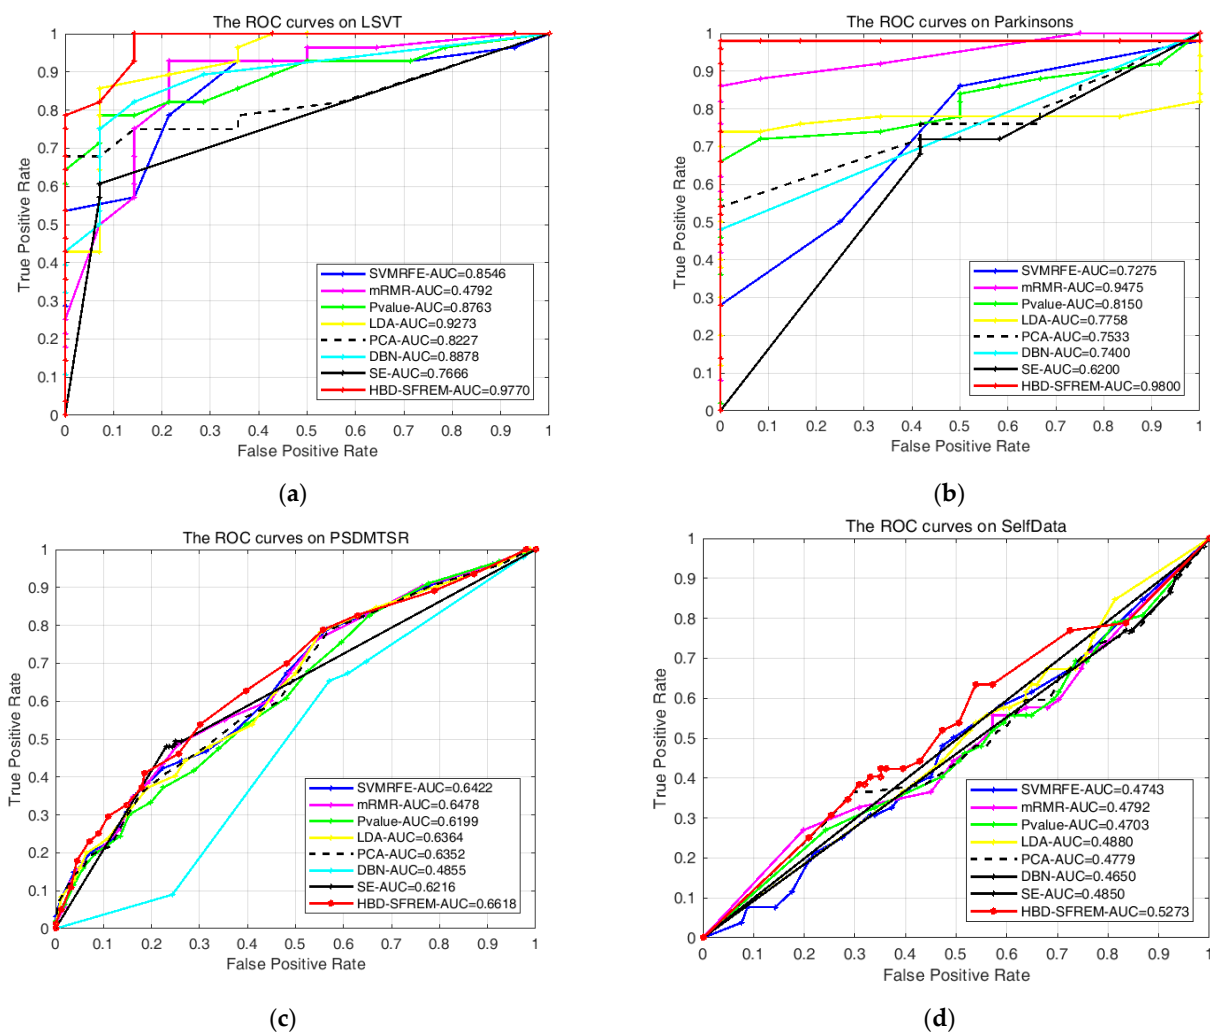 The ROC curves on LSVT
True Positive Rate
1
0.9
0.8
0.7
0.6
0.5
0.4
0.3
0.2
0.1
0
SVMRFE-AUC=0.8546
mRMR-AUC=0.4792
Pvalue-AUC=0.8763
LDA-AUC=0.9273
PCA-AUC=0.8227
DBN-AUC=0.8878
SE-AUC=0.7666
HBD-SFREM-AUC=0.9770
0 0.1 0.2 0.3 0.4 0.5 0.6 0.7 0.8 0.9 1
False Positive Rate
(a)
The ROC curves on Parkinsons
True Positive Rate
1
0.9
0.8
0.7
0.6
0.5
0.4
0.3
0.2
0.1
0
SVMRFE-AUC=0.7275
mRMR-AUC=0.9475
Pvalue-AUC=0.8150
LDA-AUC=0.7758
PCA-AUC=0.7533
DBN-AUC=0.7400
SE-AUC=0.6200
HBD-SFREM-AUC=0.9800
0 0.1 0.2 0.3 0.4 0.5 0.6 0.7 0.8 0.9 1
False Positive Rate
(b)
The ROC curves on PSDMTSR
True Positive Rate
1
0.9
0.8
0.7
0.6
0.5
0.4
0.3
0.2
0.1
0
SVMRFE-AUC=0.6422
mRMR-AUC=0.6478
Pvalue-AUC=0.6199
LDA-AUC=0.6364
PCA-AUC=0.6352
DBN-AUC=0.4855
SE-AUC=0.6216
HBD-SFREM-AUC=0.6618
0 0.1 0.2 0.3 0.4 0.5 0.6 0.7 0.8 0.9 1
False Positive Rate
(c)
The ROC curves on SelfData
True Positive Rate
1
0.9
0.8
0.7
0.6
0.5
0.4
0.3
0.2
0.1
0
SVMRFE-AUC=0.4743
mRMR-AUC=0.4792
Pvalue-AUC=0.4703
LDA-AUC=0.4880
PCA-AUC=0.4779
DBN-AUC=0.4650
SE-AUC=0.4850
HBD-SFREM-AUC=0.5273
0 0.1 0.2 0.3 0.4 0.5 0.6 0.7 0.8 0.9 1
False Positive Rate
(d)